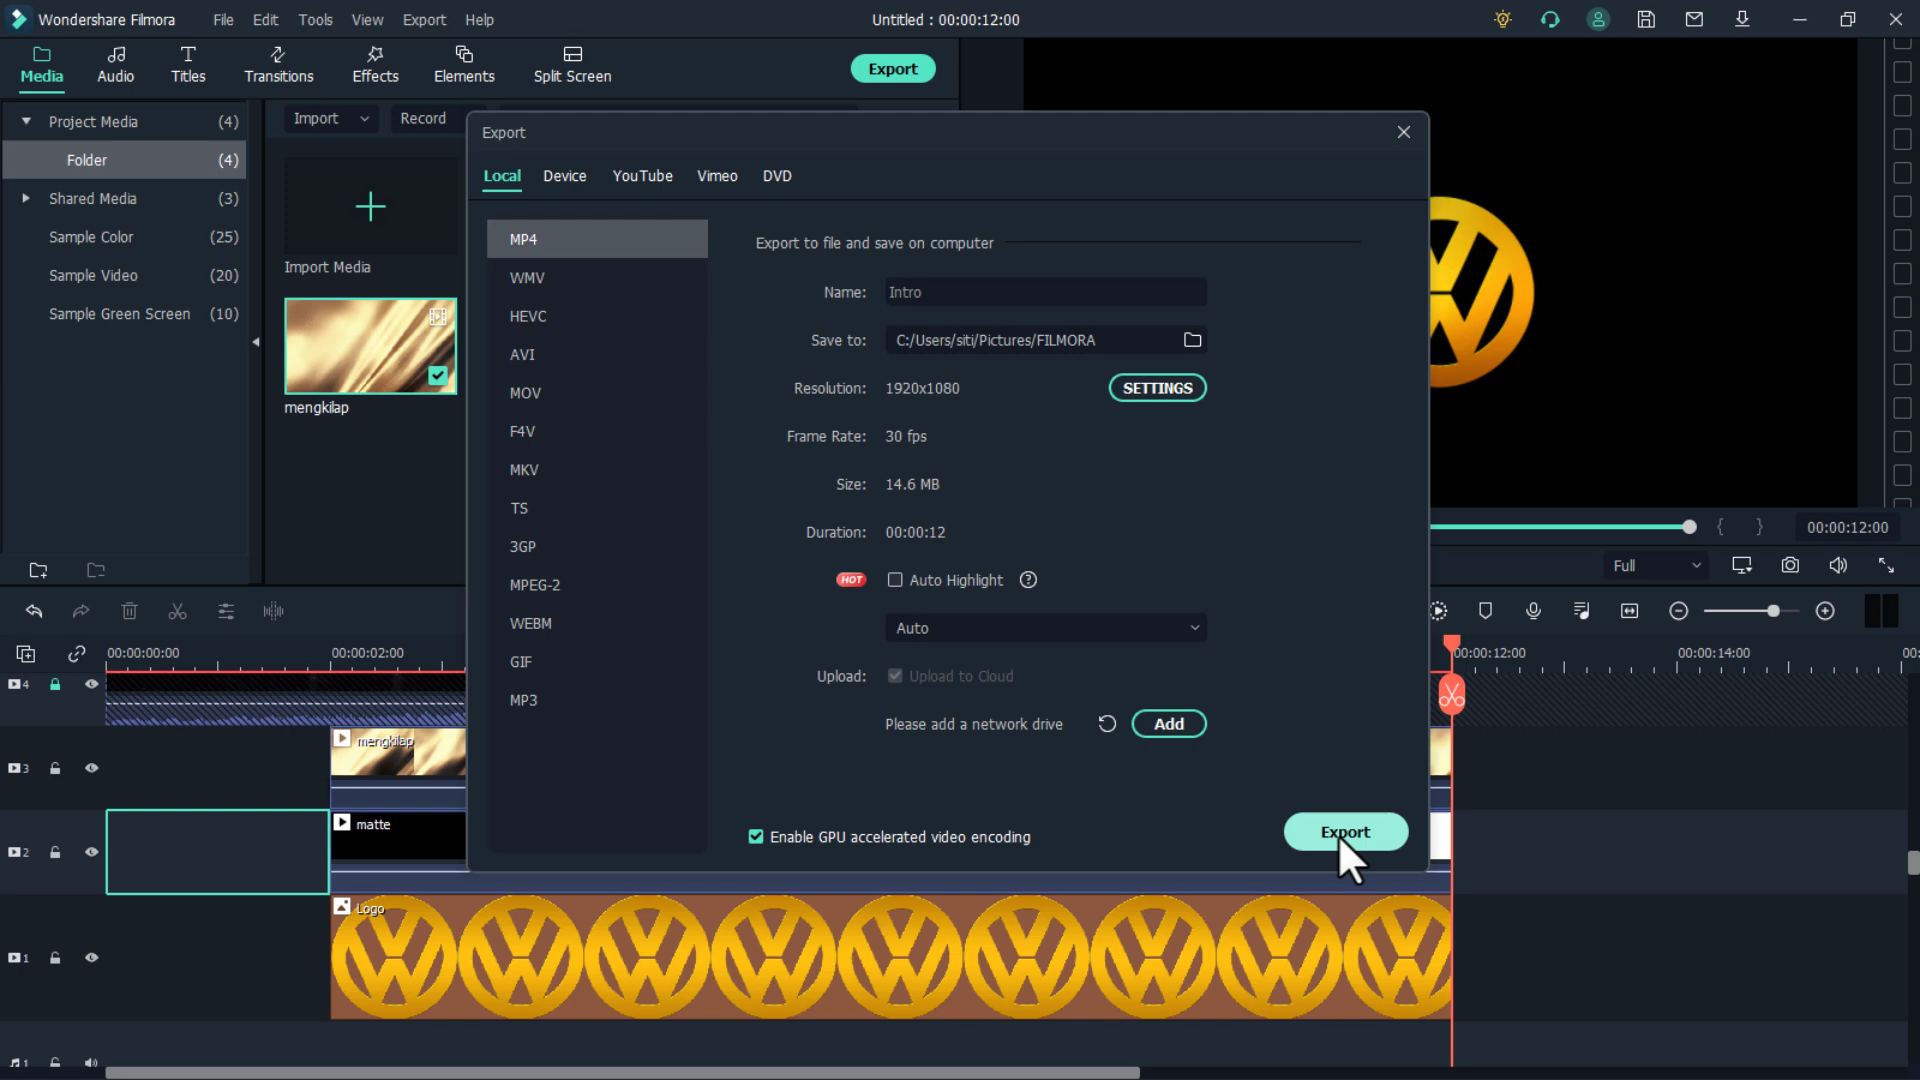 Wondershare Filmora File Edit Tools View Export Help Untitled : 00:00:12:00
Media Audio Titles Transitions Effects Elements Split Screen Export
Project Media (4)
Folder (4)
Shared Media (3)
Sample Color (25)
Sample Video (20)
Sample Green Screen (10)
Import Record
Import Media
mengkilap
Export
Local Device YouTube Vimeo DVD
MP4
WMV
HEVC
AVI
MOV
F4V
MKV
TS
3GP
MPEG-2
WEBM
GIF
MP3
Export to file and save on computer
Name: Intro
Save to: C:/Users/siti/Pictures/FILMORA
Resolution: 1920x1080 SETTINGS
Frame Rate: 30 fps
Size: 14.6 MB
Duration: 00:00:12
HOT Auto Highlight ?
Auto
Upload: Upload to Cloud
Please add a network drive Add
Enable GPU accelerated video encoding Export
{ } 00:00:12:00
Full
00:00:00:00 00:00:02:00 00:00:12:00 00:00:14:00 00:
4
3 mengkilap
2 matte
1 Logo
1